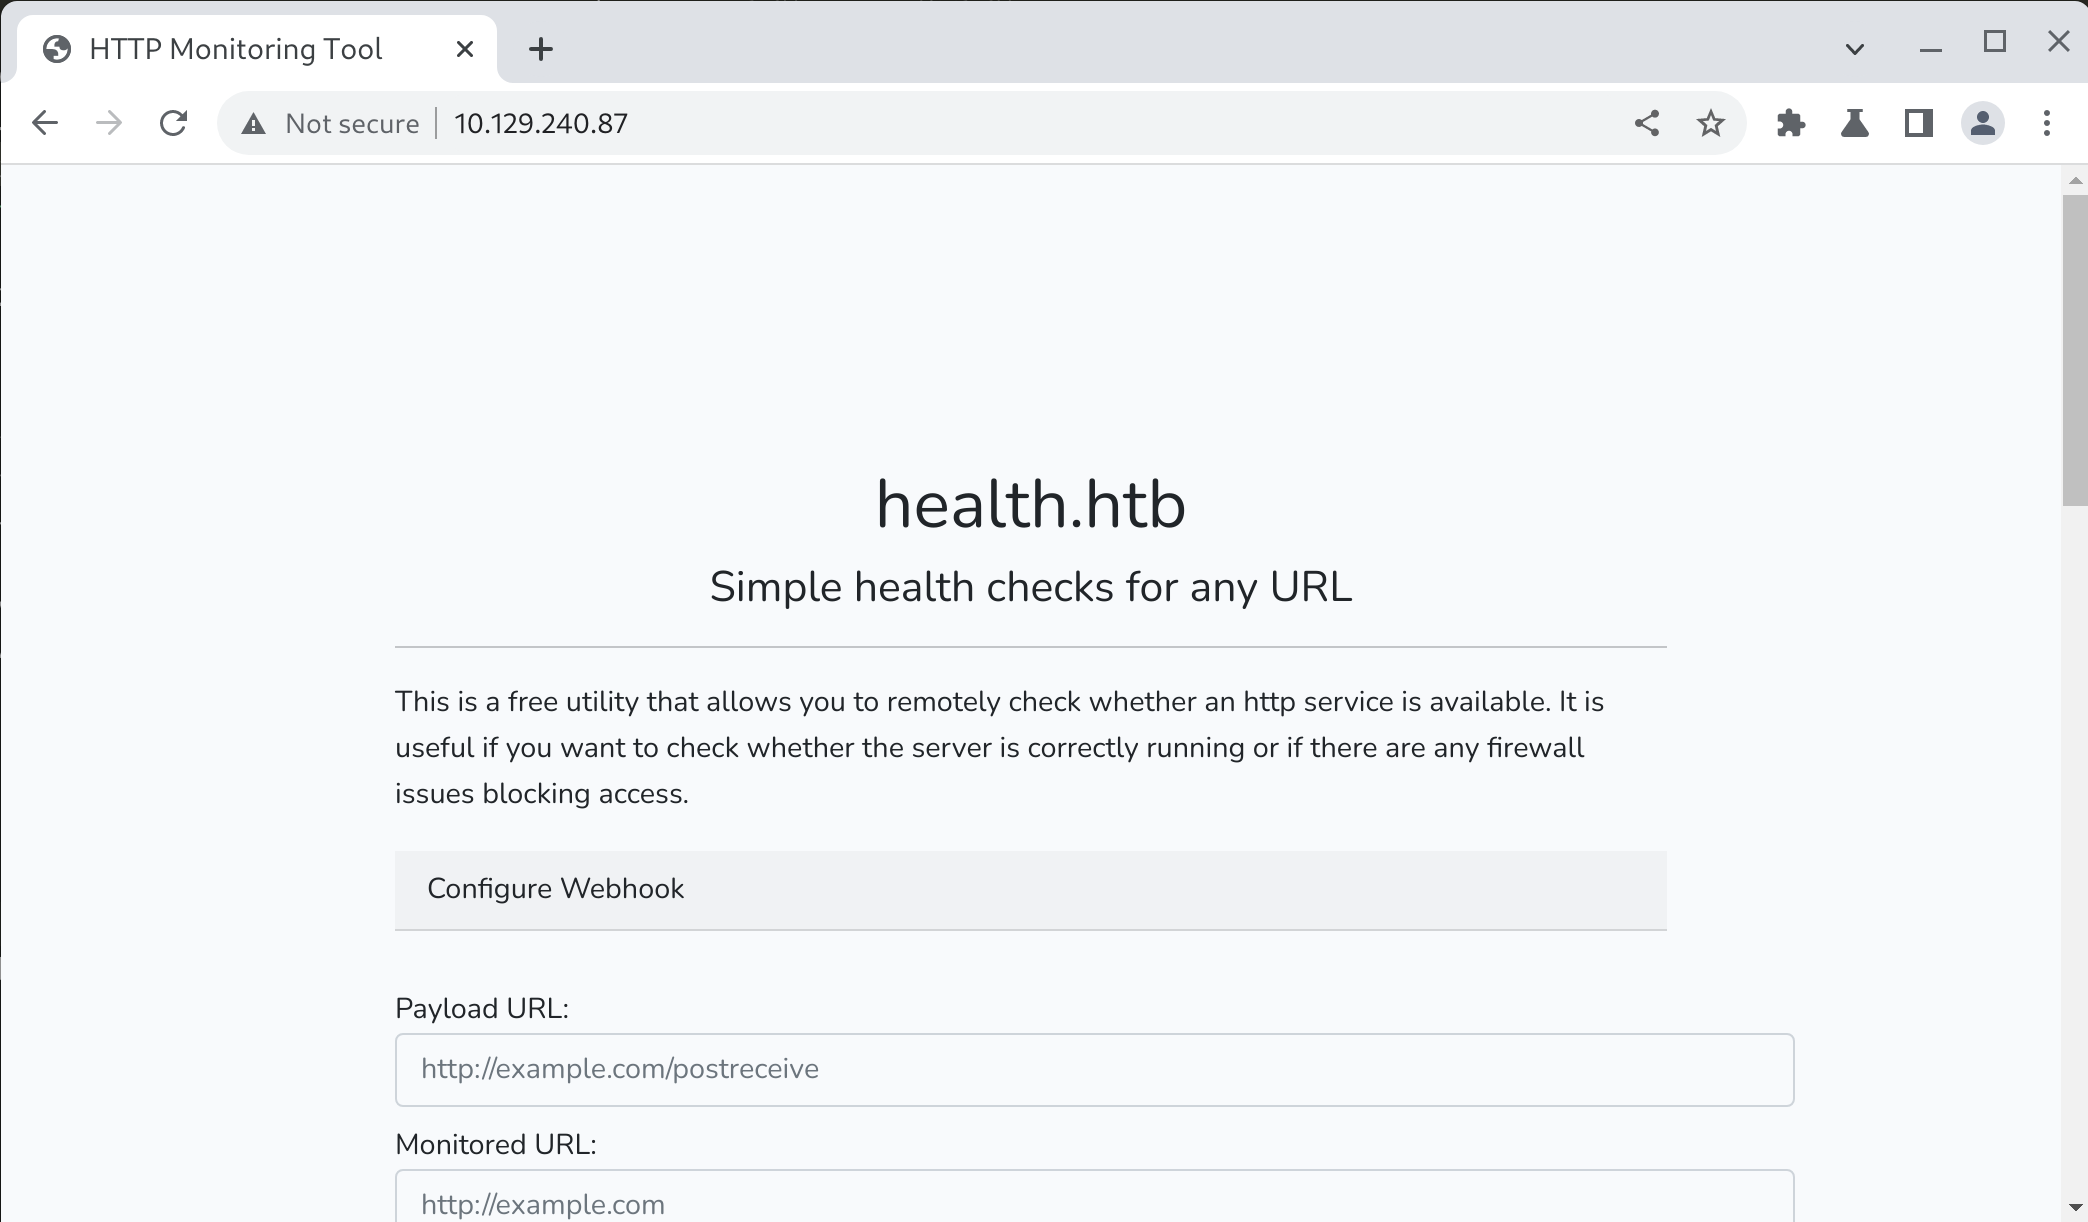 HTTP Monitoring Tool
Not secure 10.129.240.87
health.htb
Simple health checks for any URL
This is a free utility that allows you to remotely check whether an http service is available. It is
useful if you want to check whether the server is correctly running or if there are any firewall
issues blocking access.
Configure Webhook
Payload URL:
http://example.com/postreceive
Monitored URL:
http://example.com